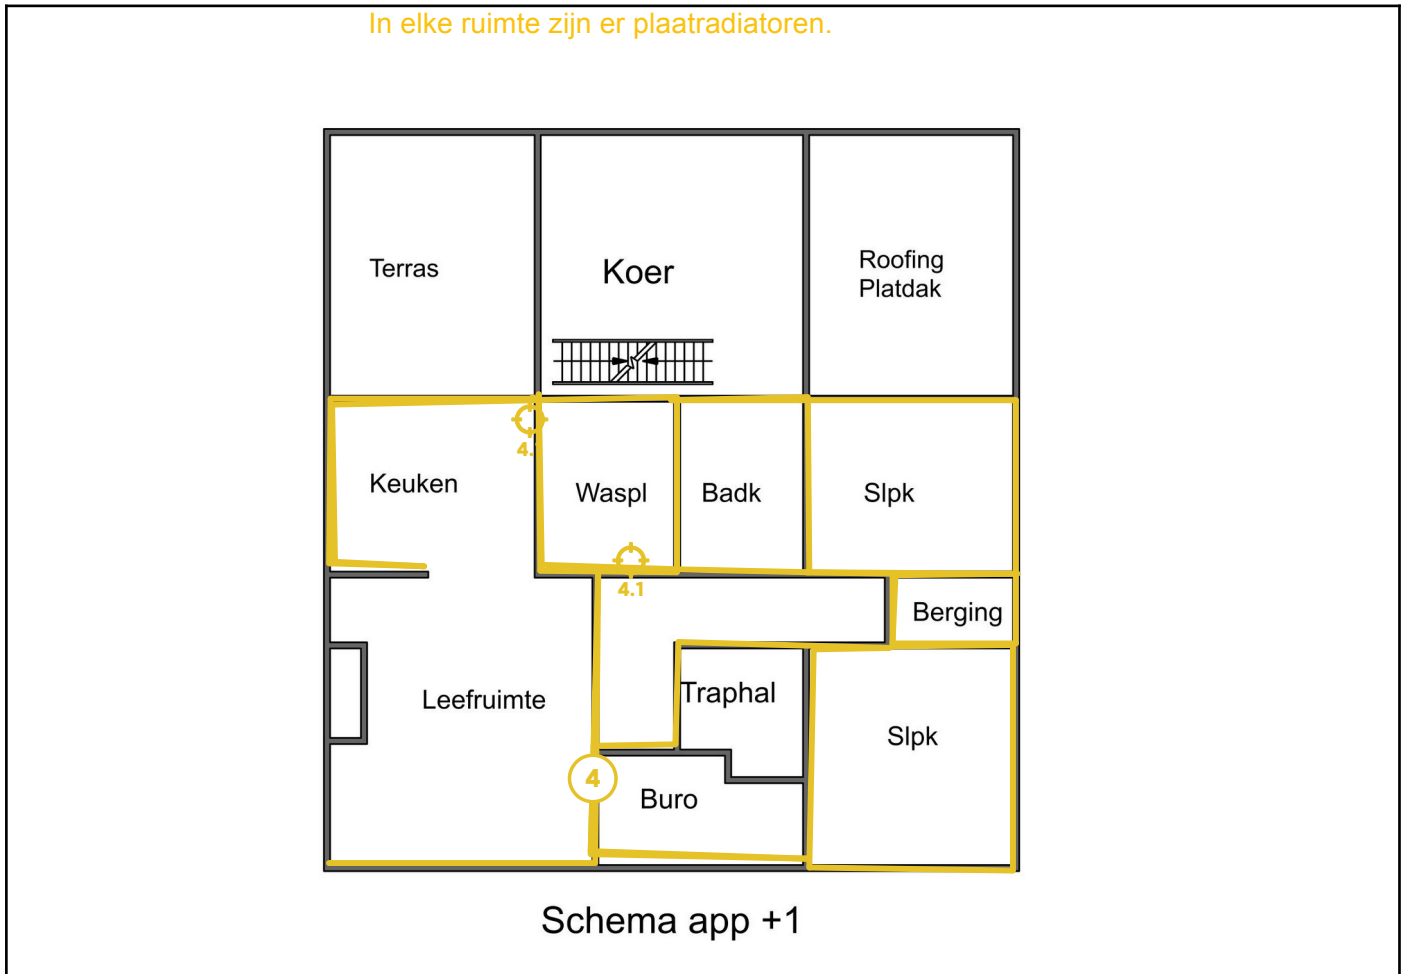 In elke ruimte zijn er plaatradiatoren.
Terras
Koer
Roofing
Platdak
4.
Keuken
Waspl
Badk
Slpk
4.1
Berging
Leefruimte
Traphal
Slpk
4
Buro
Schema app +1